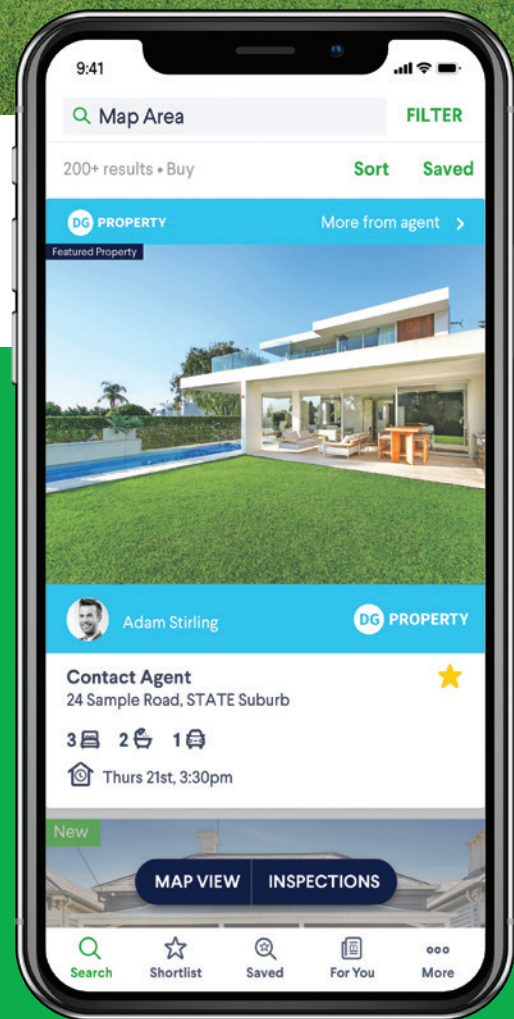 9:41
Map Area
FILTER
200+ results • Buy
Sort
Saved
DG PROPERTY
More from agent >
Featured Property
Adam Stirling
DG PROPERTY
Contact Agent
24 Sample Road, STATE Suburb
3 2 1
Thurs 21st, 3:30pm
New
MAP VIEW
INSPECTIONS
Search
Shortlist
Saved
For You
More